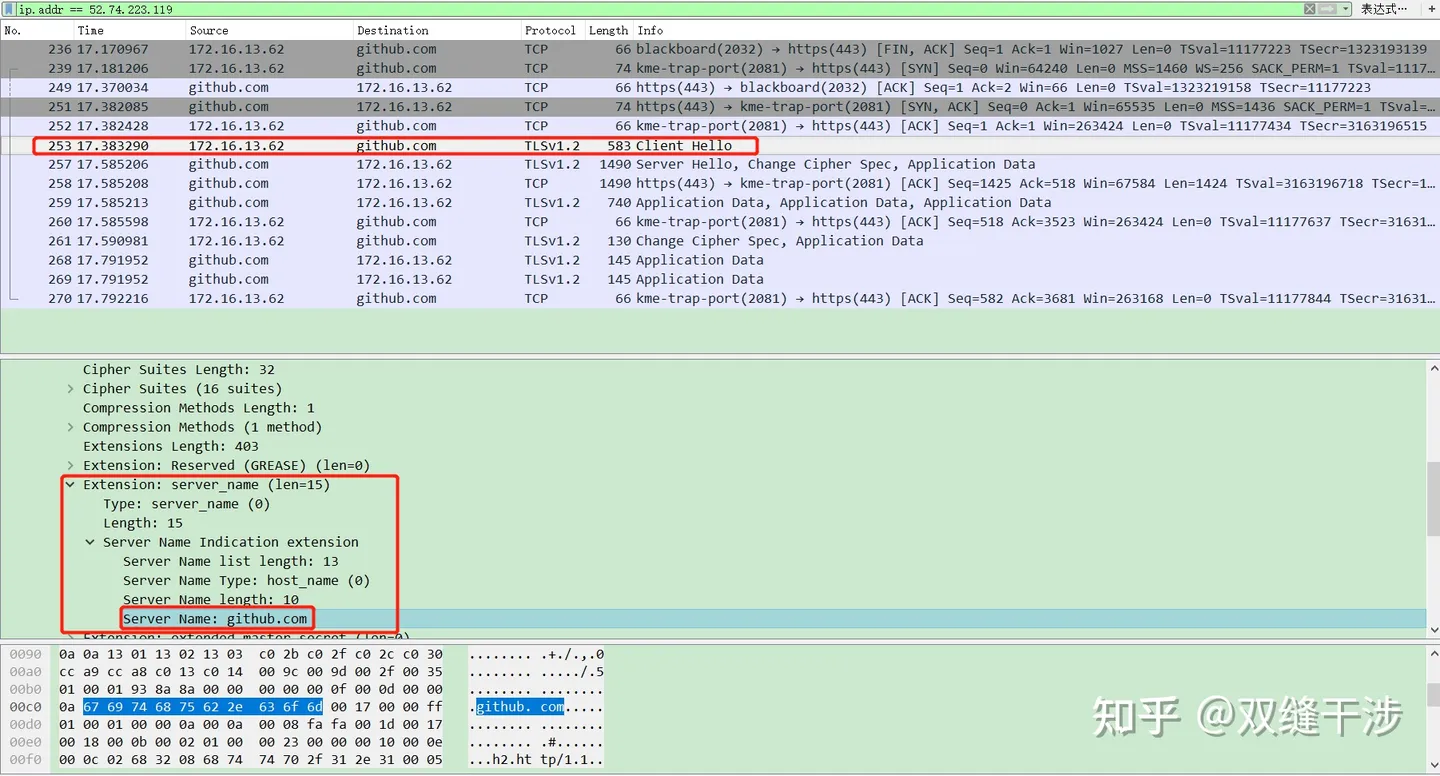 ip.addr == 52.74.223.119 表达式… +
No. Time Source Destination Protocol Length Info
236 17.170967 172.16.13.62 github.com TCP 66 blackboard(2032) → https(443) [FIN, ACK] Seq=1 Ack=1 Win=1027 Len=0 TSval=11177223 TSecr=1323193139
239 17.181206 172.16.13.62 github.com TCP 74 kme-trap-port(2081) → https(443) [SYN] Seq=0 Win=64240 Len=0 MSS=1460 WS=256 SACK_PERM=1 TSval=1117…
249 17.370034 github.com 172.16.13.62 TCP 66 https(443) → blackboard(2032) [ACK] Seq=1 Ack=2 Win=66 Len=0 TSval=1323219158 TSecr=11177223
251 17.382085 github.com 172.16.13.62 TCP 74 https(443) → kme-trap-port(2081) [SYN, ACK] Seq=0 Ack=1 Win=65535 Len=0 MSS=1436 SACK_PERM=1 TSval=…
252 17.382428 172.16.13.62 github.com TCP 66 kme-trap-port(2081) → https(443) [ACK] Seq=1 Ack=1 Win=263424 Len=0 TSval=11177434 TSecr=3163196515
253 17.383290 172.16.13.62 github.com TLSv1.2 583 Client Hello
257 17.585206 github.com 172.16.13.62 TLSv1.2 1490 Server Hello, Change Cipher Spec, Application Data
258 17.585208 github.com 172.16.13.62 TCP 1490 https(443) → kme-trap-port(2081) [ACK] Seq=1425 Ack=518 Win=67584 Len=1424 TSval=3163196718 TSecr=1…
259 17.585213 github.com 172.16.13.62 TLSv1.2 740 Application Data, Application Data, Application Data
260 17.585598 172.16.13.62 github.com TCP 66 kme-trap-port(2081) → https(443) [ACK] Seq=518 Ack=3523 Win=263424 Len=0 TSval=11177637 TSecr=31631…
261 17.590981 172.16.13.62 github.com TLSv1.2 130 Change Cipher Spec, Application Data
268 17.791952 github.com 172.16.13.62 TLSv1.2 145 Application Data
269 17.791952 github.com 172.16.13.62 TLSv1.2 145 Application Data
270 17.792216 172.16.13.62 github.com TCP 66 kme-trap-port(2081) → https(443) [ACK] Seq=582 Ack=3681 Win=263168 Len=0 TSval=11177844 TSecr=31631…
Cipher Suites Length: 32
Cipher Suites (16 suites)
Compression Methods Length: 1
Compression Methods (1 method)
Extensions Length: 403
Extension: Reserved (GREASE) (len=0)
Extension: server_name (len=15)
Type: server_name (0)
Length: 15
Server Name Indication extension
Server Name list length: 13
Server Name Type: host_name (0)
Server Name length: 10
Server Name: github.com
Extension: extended_master_secret (len=0)
0090 0a 0a 13 01 13 02 13 03 c0 2b c0 2f c0 2c c0 30 ........ .+./.,.0
00a0 cc a9 cc a8 c0 13 c0 14 00 9c 00 9d 00 2f 00 35 ........ ...../.5
00b0 01 00 01 93 8a 8a 00 00 00 00 00 0f 00 0d 00 00 ........ ........
00c0 0a 67 69 74 68 75 62 2e 63 6f 6d 00 17 00 00 ff .github. com.....
00d0 01 00 01 00 00 0a 00 0a 00 08 fa fa 00 1d 00 17 ........ ........
00e0 00 18 00 0b 00 02 01 00 00 23 00 00 00 10 00 0e ........ .#......
00f0 00 0c 02 68 32 08 68 74 74 70 2f 31 2e 31 00 05 ...h2.ht tp/1.1..
知乎 @双缝干涉